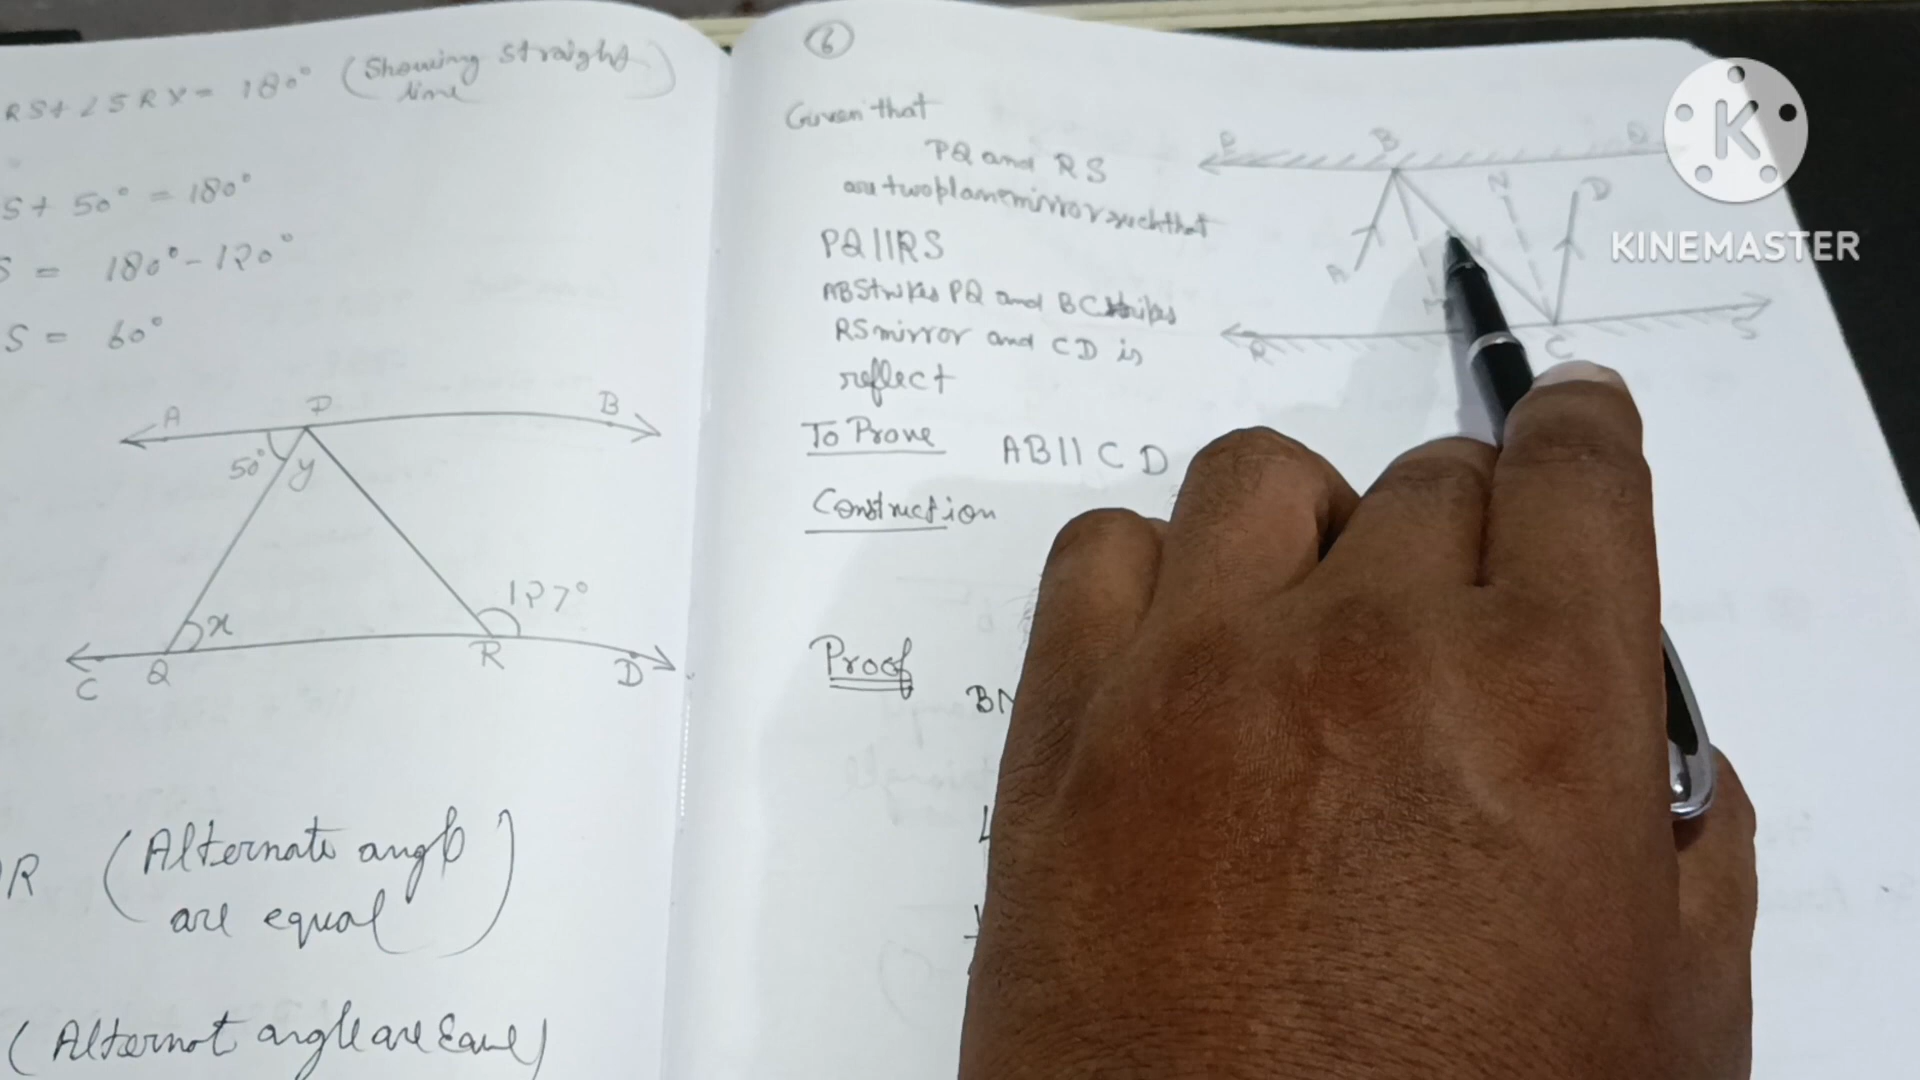 RS + ∠SRY = 180° (Showing straight line)
S + 50° = 180°
S = 180° - 120°
S = 60°
A P B
50° y
x 127°
C Q R D
R (Alternate angle are equal)
(Alternot angle are Equal)
6
Given that
PQ and RS
are two plane mirror such that
PQ || RS
AB Strikes PQ and BC strikes
RS mirror and CD is
reflect
To Prove AB || CD
Construction
Proof
BN
P B Q
N D
A M
R C S
K
KINEMASTER